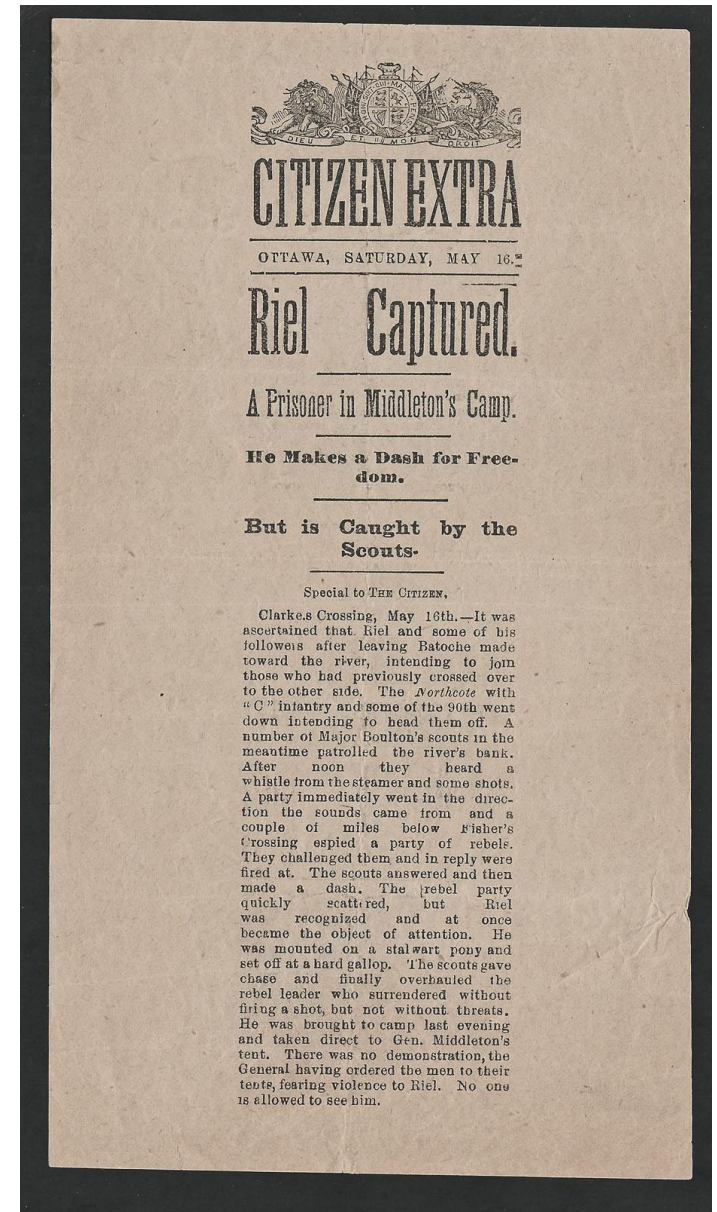 HONI SOIT QUI MAL Y PENSE
DIEU ET MON DROIT
CITIZEN EXTRA
OTTAWA, SATURDAY, MAY 16.
Riel Captured.
A Prisoner in Middleton's Camp.
He Makes a Dash for Free-
dom.
But is Caught by the
Scouts.
Special to THE CITIZEN,
Clarke.s Crossing, May 16th.—It was
ascertained that Riel and some of his
followers after leaving Batoche made
toward the river, intending to join
those who had previously crossed over
to the other side. The Northcote with
"C" infantry and some of the 90th went
down intending to head them off. A
number of Major Boulton's scouts in the
meantime patrolled the river's bank.
After noon they heard a
whistle from the steamer and some shots.
A party immediately went in the direc-
tion the sounds came from and a
couple of miles below Fisher's
Crossing espied a party of rebels.
They challenged them and in reply were
fired at. The scouts answered and then
made a dash. The rebel party
quickly scattered, but Riel
was recognized and at once
became the object of attention. He
was mounted on a stalwart pony and
set off at a hard gallop. The scouts gave
chase and finally overhauled the
rebel leader who surrendered without
firing a shot, but not without threats.
He was brought to camp last evening
and taken direct to Gen. Middleton's
tent. There was no demonstration, the
General having ordered the men to their
tents, fearing violence to Riel. No one
is allowed to see him.